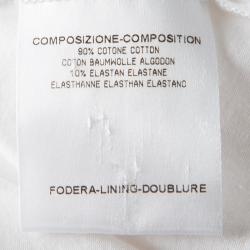 COMPOSIZIONE-COMPOSITION
90% COTONE COTTON
COTON BAUMWOLLE ALGODON
10% ELASTAN ELASTANE
ELASTHANNE ELASTHAN ELASTANO
FODERA-LINING-DOUBLURE